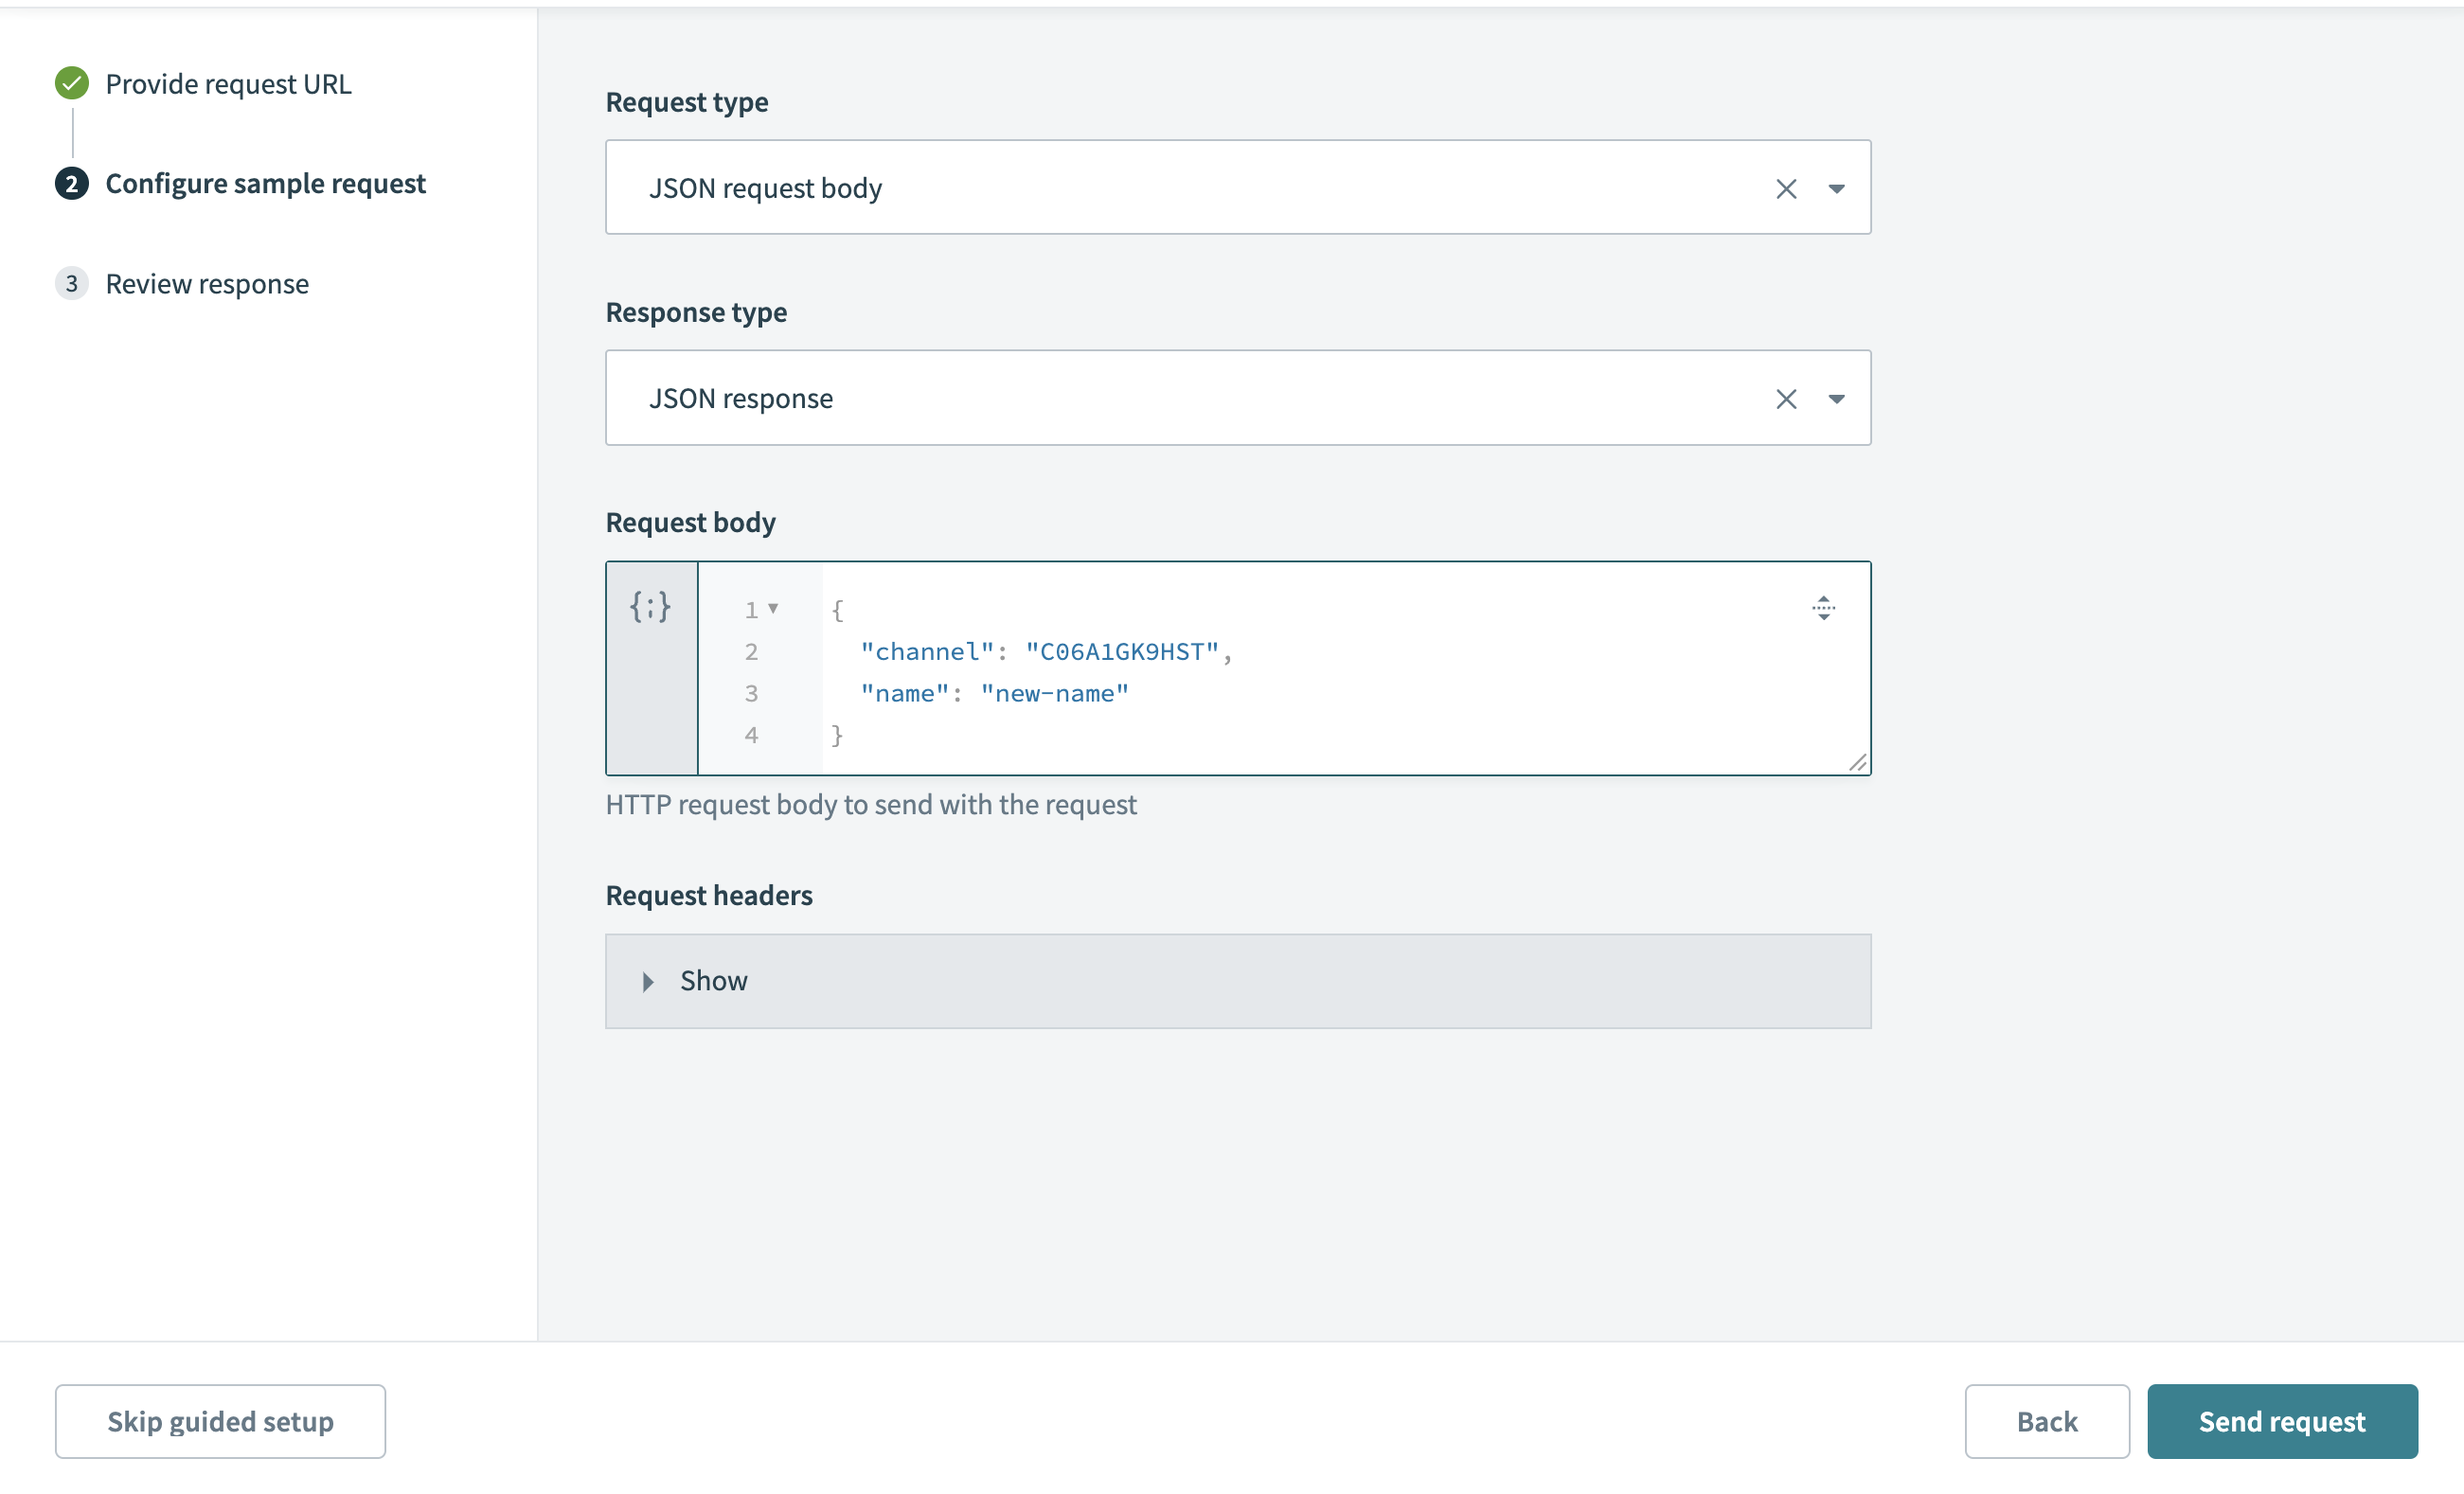 Provide request URL
2 Configure sample request
3 Review response
Request type
JSON request body
Response type
JSON response
Request body
{:}
1 {
2 "channel": "C06A1GK9HST",
3 "name": "new-name"
4 }
HTTP request body to send with the request
Request headers
Show
Skip guided setup
Back
Send request